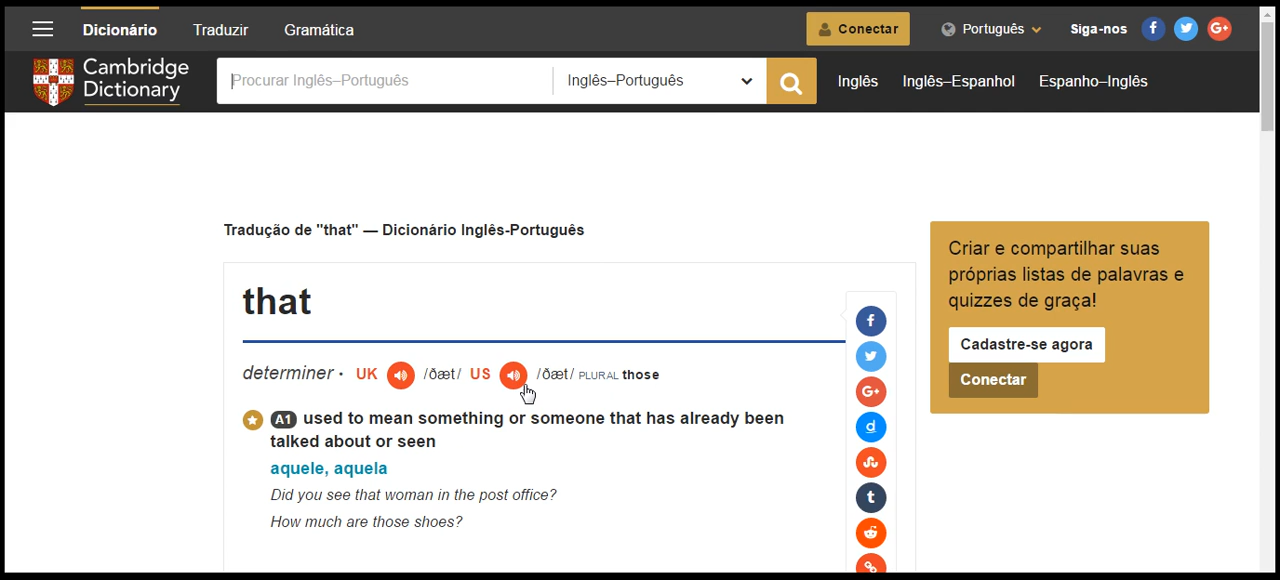 Dicionário Traduzir Gramática Conectar Português Siga-nos
Cambridge
Dictionary
Procurar Inglês–Português Inglês–Português Inglês Inglês–Espanhol Espanho–Inglês
Tradução de "that" — Dicionário Inglês-Português
that
determiner · UK /ðæt/ US /ðæt/ PLURAL those
A1 used to mean something or someone that has already been
talked about or seen
aquele, aquela
Did you see that woman in the post office?
How much are those shoes?
Criar e compartilhar suas
próprias listas de palavras e
quizzes de graça!
Cadastre-se agora
Conectar